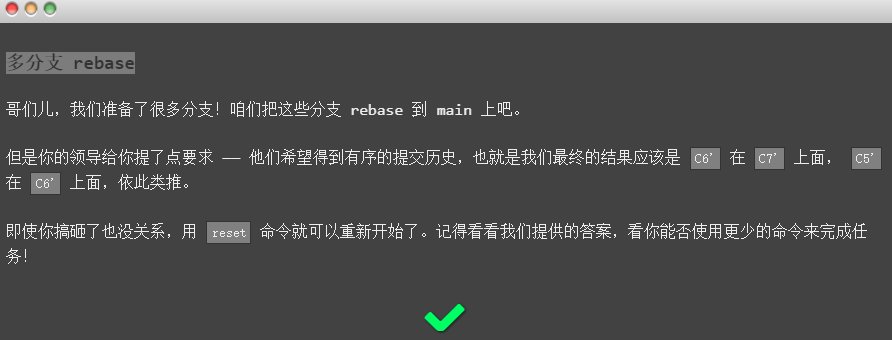 多分支 rebase
哥们儿，我们准备了很多分支！咱们把这些分支 rebase 到 main 上吧。
但是你的领导给你提了点要求 —— 他们希望得到有序的提交历史，也就是我们最终的结果应该是 C6' 在 C7' 上面， C5'
在 C6' 上面，依此类推。
即使你搞砸了也没关系，用 reset 命令就可以重新开始了。记得看看我们提供的答案，看你能否使用更少的命令来完成任
务！